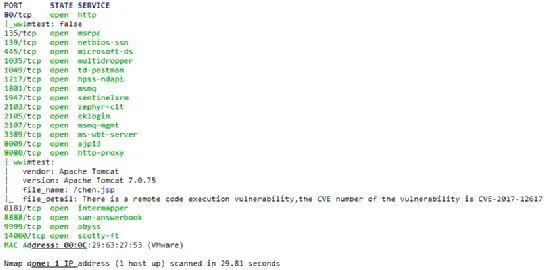 PORT STATE SERVICE
80/tcp open http
|_wwimtest: false
135/tcp open msrpc
139/tcp open netbios-ssn
445/tcp open microsoft-ds
1035/tcp open multidropper
1049/tcp open td-postman
1217/tcp open hpss-ndapi
1801/tcp open msmq
1947/tcp open sentinelsrm
2103/tcp open zephyr-clt
2105/tcp open eklogin
2107/tcp open msmq-mgmt
3389/tcp open ms-wbt-server
8009/tcp open ajp13
8080/tcp open http-proxy
| wwimtest:
| vendor: Apache Tomcat
| version: Apache Tomcat 7.0.75
| file_name: /chen.jsp
|_ file_detail: There is a remote code execution vulnerability,the CVE number of the vulnerability is CVE-2017-12617
8181/tcp open intermapper
8888/tcp open sun-answerbook
9999/tcp open abyss
14000/tcp open scotty-ft
MAC Address: 00:0C:29:63:27:53 (VMware)
Nmap done: 1 IP address (1 host up) scanned in 29.81 seconds